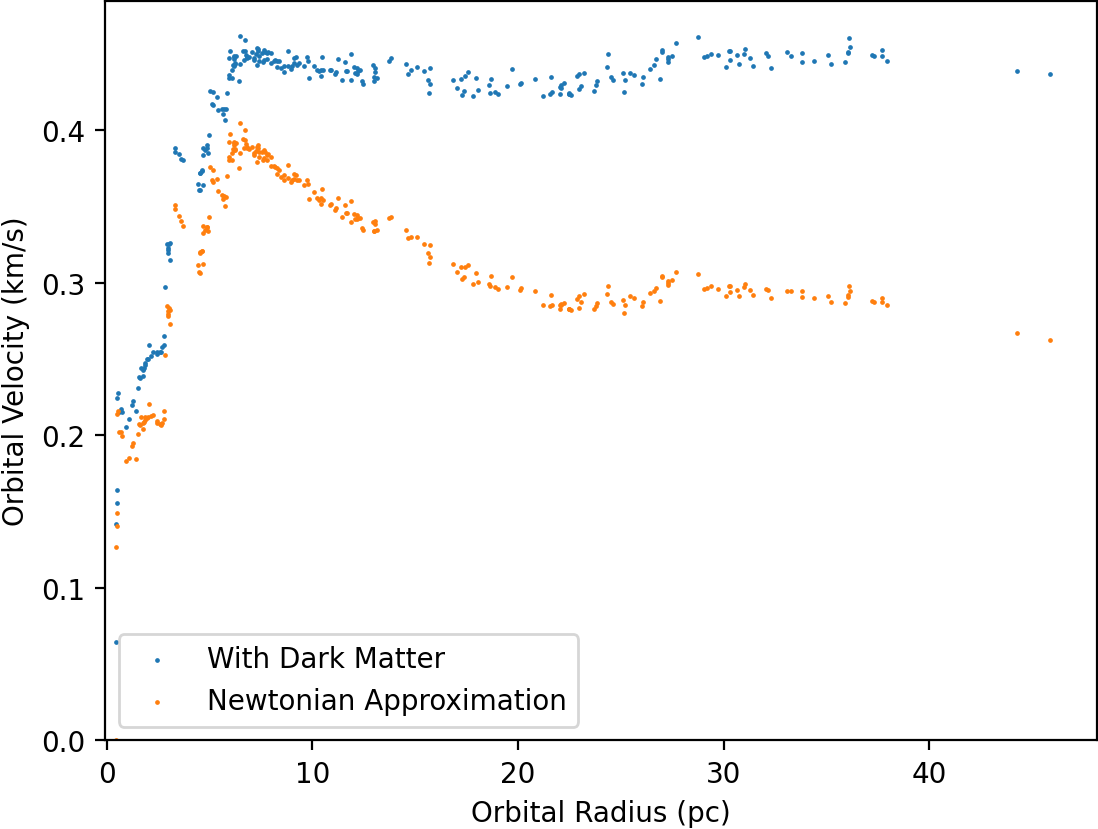 Orbital Velocity (km/s)
0.4
0.3
0.2
0.1
0.0
With Dark Matter
Newtonian Approximation
0 10 20 30 40
Orbital Radius (pc)